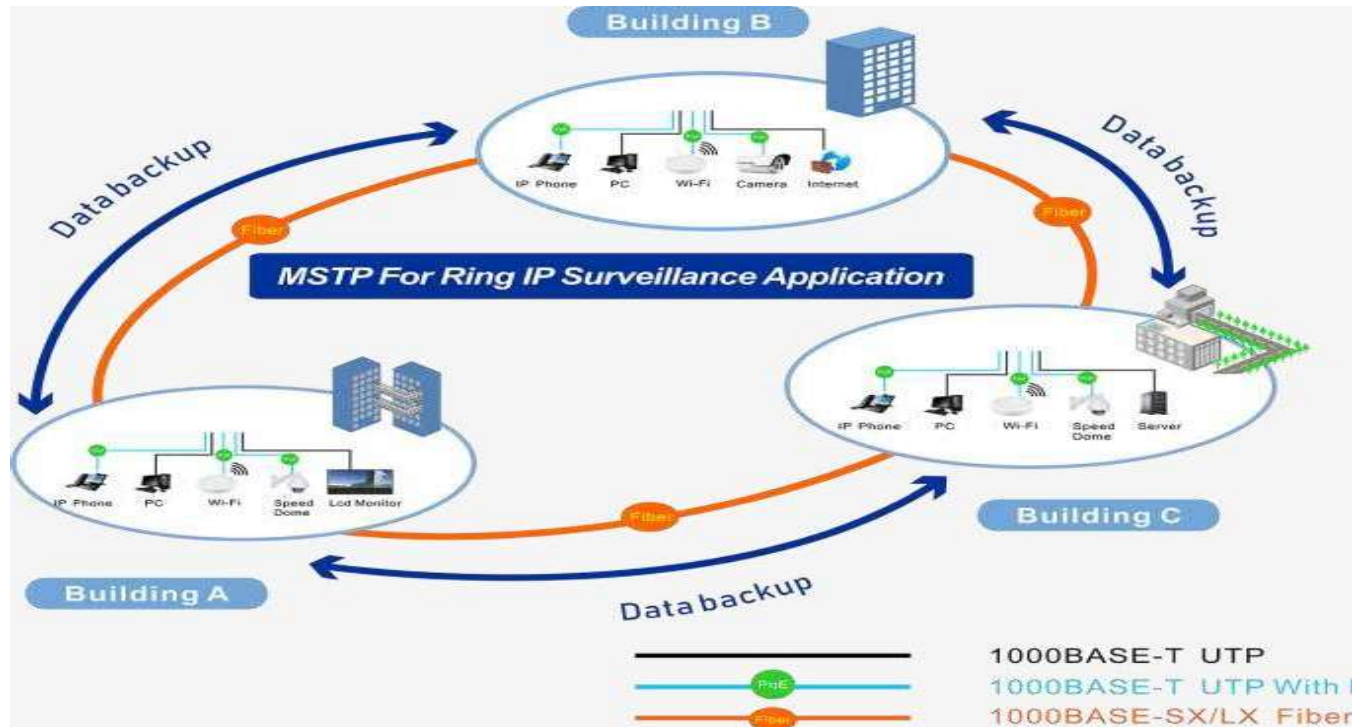 Building B
Data backup
Data backup
IP Phone PC Wi-Fi Camera Internet
Fiber
Fiber
MSTP For Ring IP Surveillance Application
IP Phone PC Wi-Fi Speed Dome Server
IP Phone PC Wi-Fi Speed Dome Lcd Monitor
Fiber
Building C
Building A
Data backup
1000BASE-T UTP
PoE
1000BASE-T UTP With
Fiber
1000BASE-SX/LX Fiber